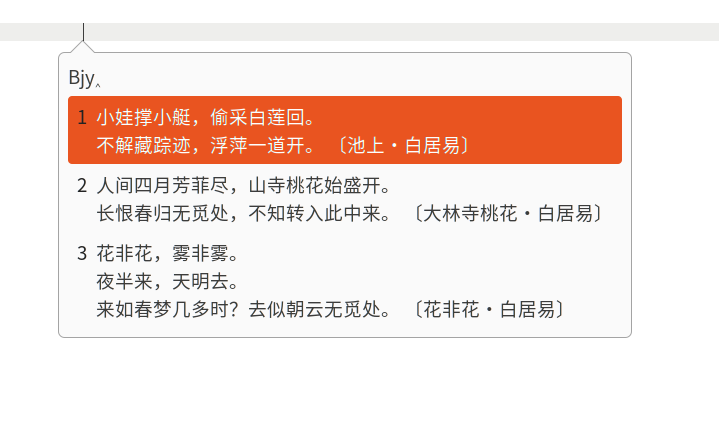 Bjy‸
1 小娃撑小艇，偷采白莲回。
不解藏踪迹，浮萍一道开。 〔池上·白居易〕
2 人间四月芳菲尽，山寺桃花始盛开。
长恨春归无觅处，不知转入此中来。 〔大林寺桃花·白居易〕
3 花非花，雾非雾。
夜半来，天明去。
来如春梦几多时？去似朝云无觅处。 〔花非花·白居易〕